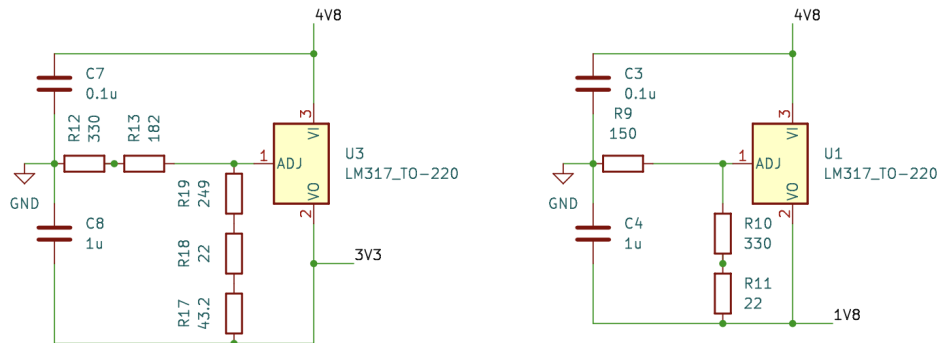 4V8
C7
0.1u
R12
330
R13
182
3
VI
1
ADJ
U3
LM317_TO-220
GND
R19
249
VO
2
C8
1u
R18
22
3V3
R17
43.2
4V8
C3
0.1u
R9
150
3
VI
1
ADJ
U1
LM317_TO-220
GND
VO
2
C4
1u
R10
330
R11
22
1V8